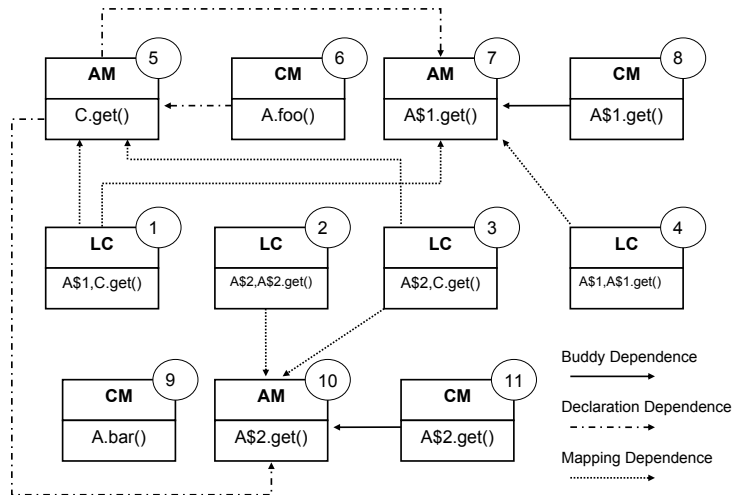 5
6
7
8
AM
CM
AM
CM
C.get()
A.foo()
A$1.get()
A$1.get()
1
2
3
4
LC
LC
LC
LC
A$1,C.get()
A$2,A$2.get()
A$2,C.get()
A$1,A$1.get()
Buddy Dependence
9
10
11
CM
AM
CM
Declaration Dependence
A.bar()
A$2.get()
A$2.get()
Mapping Dependence